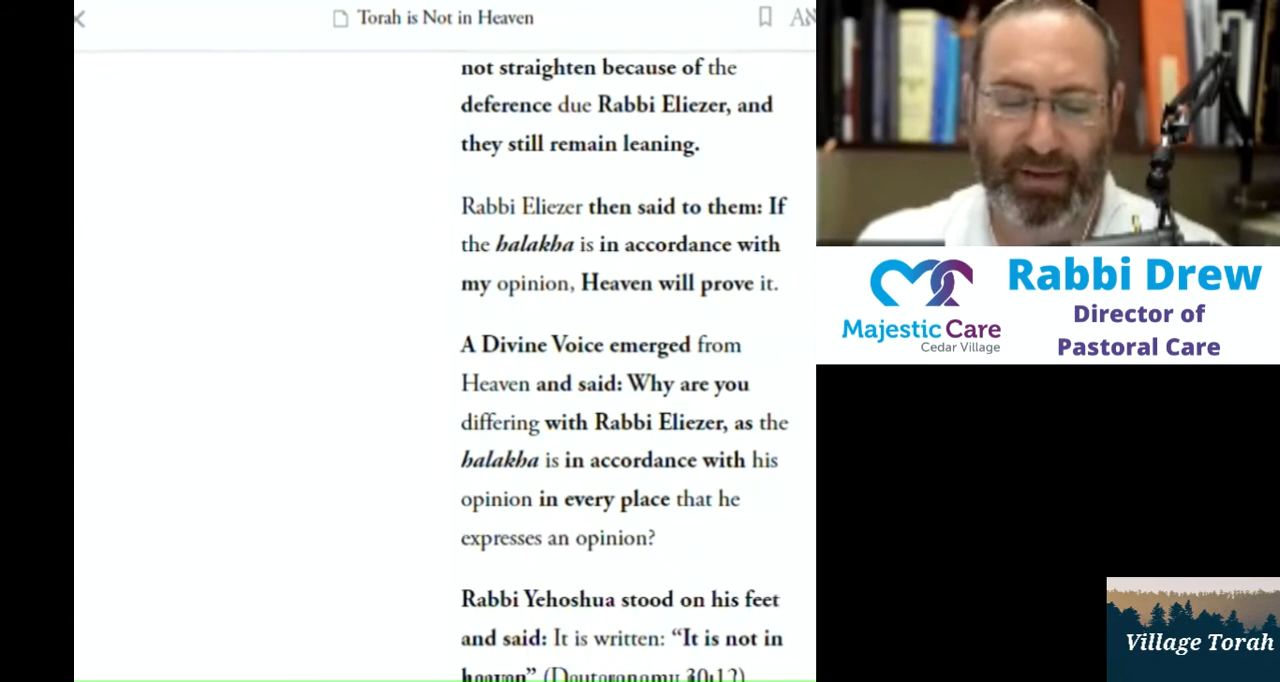 Torah is Not in Heaven
Aא
not straighten because of the
deference due Rabbi Eliezer, and
they still remain leaning.
Rabbi Eliezer then said to them: If
the halakha is in accordance with
my opinion, Heaven will prove it.
A Divine Voice emerged from
Heaven and said: Why are you
differing with Rabbi Eliezer, as the
halakha is in accordance with his
opinion in every place that he
expresses an opinion?
Rabbi Yehoshua stood on his feet
and said: It is written: “It is not in
heaven” (Deuteronomy 30:12).
Rabbi Drew
Director of
Pastoral Care
Majestic Care
Cedar Village
Village Torah